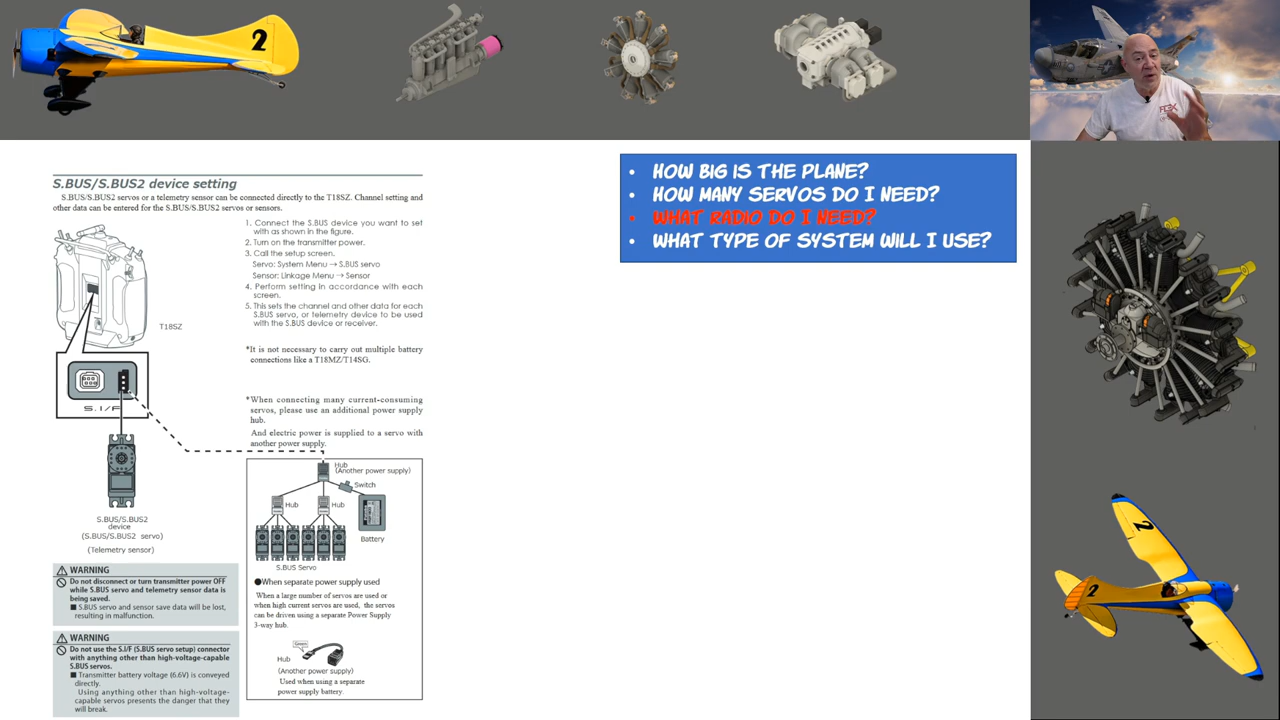 2
S.BUS/S.BUS2 device setting
S.BUS/S.BUS2 servos or a telemetry sensor can be connected directly to the T18SZ. Channel setting and
other data can be entered for the S.BUS/S.BUS2 servos or sensors.
1. Connect the S.BUS device you want to set
with as shown in the figure.
2. Turn on the transmitter power.
3. Call the setup screen.
Servo: System Menu → S.BUS servo
Sensor: Linkage Menu → Sensor
4. Perform setting in accordance with each
screen.
5. This sets the channel and other data for each
S.BUS servo, or telemetry device to be used
with the S.BUS device or receiver.
*It is not necessary to carry out multiple battery
connections like a T18MZ/T14SG.
*When connecting many current-consuming
servos, please use an additional power supply
hub.
And electric power is supplied to a servo with
another power supply.
T18SZ
S.I/F
S.BUS/S.BUS2
device
(S.BUS/S.BUS2 servo)
(Telemetry sensor)
Hub
(Another power supply)
Switch
Hub
Hub
Battery
S.BUS Servo
●When separate power supply used
When a large number of servos are used or
when high current servos are used, the servos
can be driven using a separate Power Supply
3-way hub.
Green
Hub
(Another power supply)
Used when using a separate
power supply battery.
WARNING
Do not disconnect or turn transmitter power OFF
while S.BUS servo and telemetry sensor data is
being saved.
■ S.BUS servo and sensor save data will be lost,
resulting in malfunction.
WARNING
Do not use the S.I/F (S.BUS servo setup) connector
with anything other than high-voltage-capable
S.BUS servos.
■ Transmitter battery voltage (6.6V) is conveyed
directly.
Using anything other than high-voltage-
capable servos presents the danger that they
will break.
• HOW BIG IS THE PLANE?
• HOW MANY SERVOS DO I NEED?
• WHAT RADIO DO I NEED?
• WHAT TYPE OF SYSTEM WILL I USE?
2
2